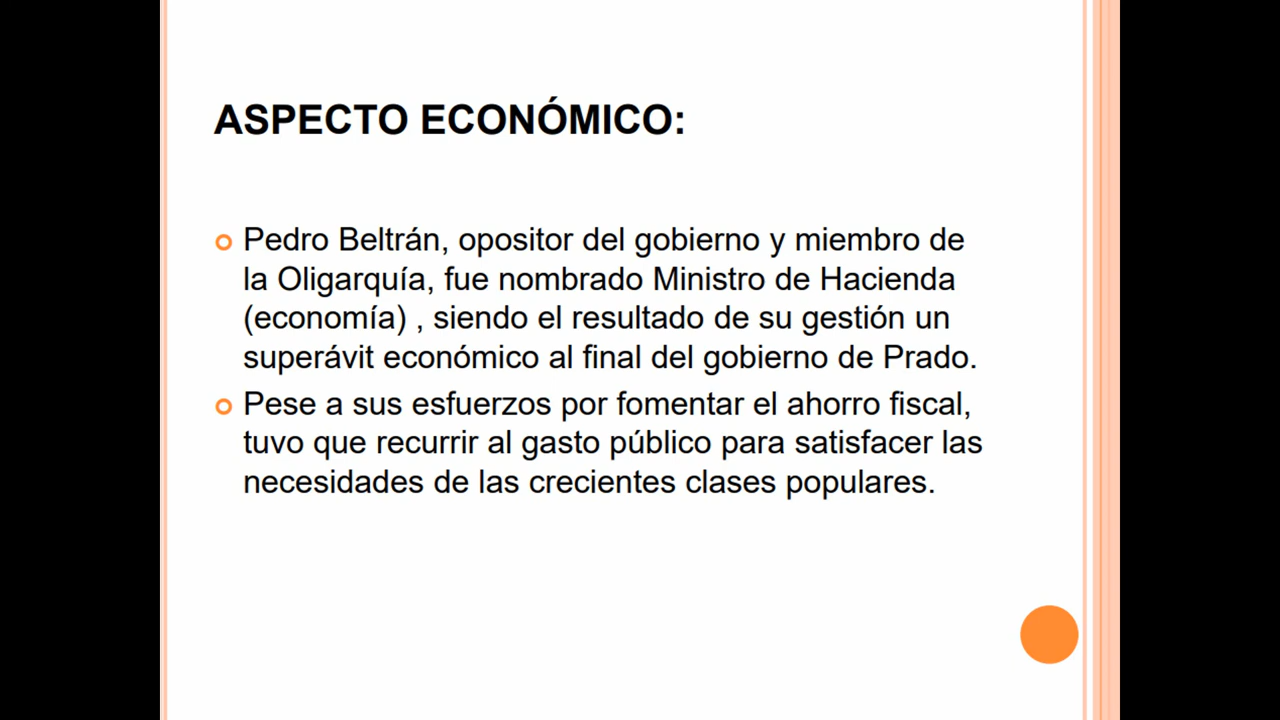 ASPECTO ECONÓMICO:
Pedro Beltrán, opositor del gobierno y miembro de
la Oligarquía, fue nombrado Ministro de Hacienda
(economía) , siendo el resultado de su gestión un
superávit económico al final del gobierno de Prado.
Pese a sus esfuerzos por fomentar el ahorro fiscal,
tuvo que recurrir al gasto público para satisfacer las
necesidades de las crecientes clases populares.